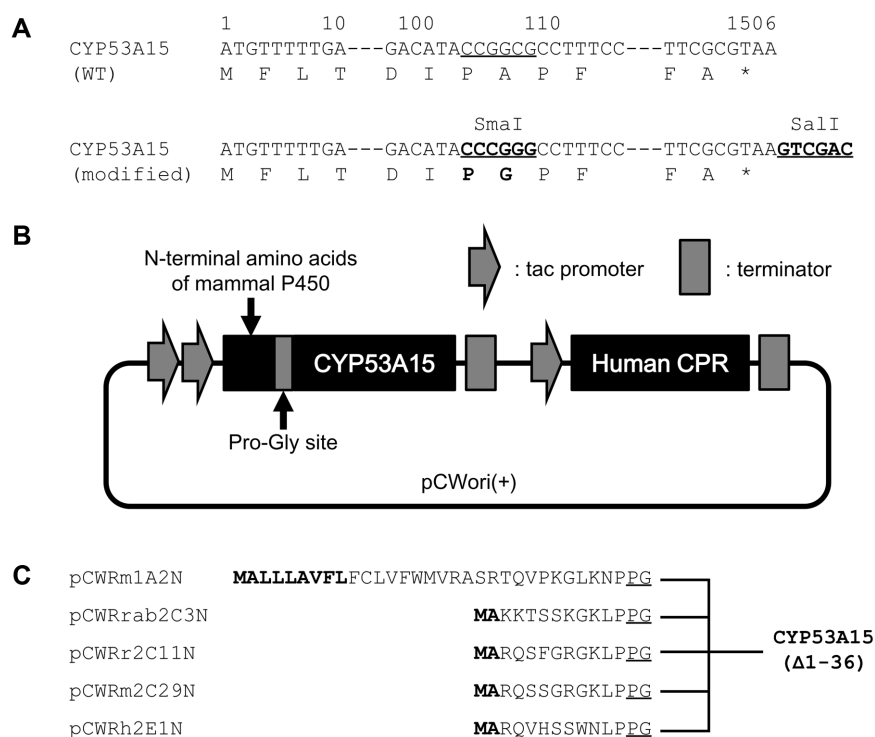 A
1 10 100 110 1506
CYP53A15 ATGTTTTTGA---GACATACCGGCGCCTTTCC---TTCGCGTAA
(WT) M F L T D I P A P F F A *
SmaI SalI
CYP53A15 ATGTTTTTGA---GACATACCCGGGCCTTTCC---TTCGCGTAAGTCGAC
(modified) M F L T D I P G P F F A *
B
N-terminal amino acids
of mammal P450
: tac promoter
: terminator
CYP53A15
Human CPR
Pro-Gly site
pCWori(+)
C
pCWRm1A2N MALLLAVFLFCLVFWMVRASRTQVPKGLKNPPG
pCWRrab2C3N MAKKTSSKGKLPPG
pCWRr2C11N MARQSFGRGKLPPG
pCWRm2C29N MARQSSGRGKLPPG
pCWRh2E1N MARQVHSSWNLPPG
CYP53A15
(Δ1-36)